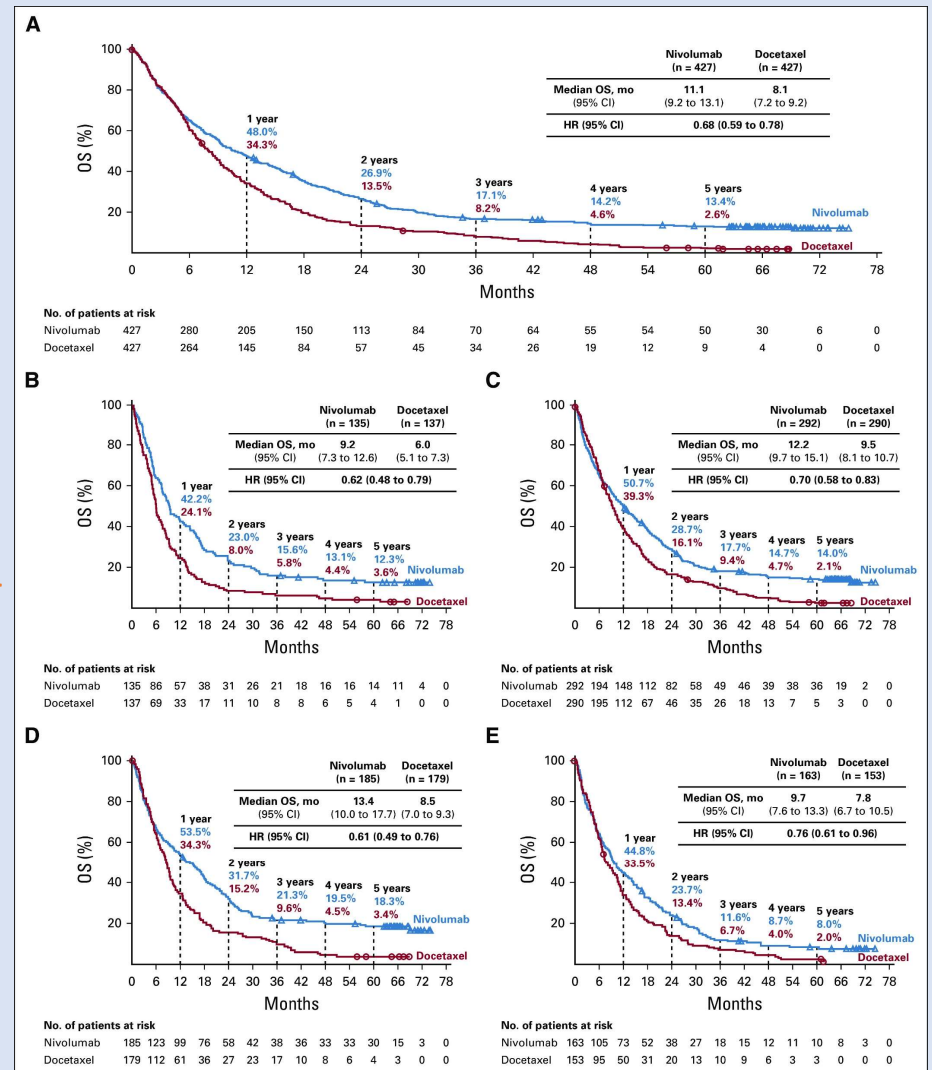 A
100
80
60
40
20
OS (%)
Nivolumab Docetaxel
(n = 427) (n = 427)
Median OS, mo 11.1 8.1
(95% CI) (9.2 to 13.1) (7.2 to 9.2)
HR (95% CI) 0.68 (0.59 to 0.78)
1 year
48.0%
34.3%
2 years
26.9%
13.5%
3 years
17.1%
8.2%
4 years
14.2%
4.6%
5 years
13.4%
2.6%
Nivolumab
Docetaxel
0 6 12 18 24 30 36 42 48 54 60 66 72 78
Months
No. of patients at risk
Nivolumab 427 280 205 150 113 84 70 64 55 54 50 30 6 0
Docetaxel 427 264 145 84 57 45 34 26 19 12 9 4 0 0
B
100
80
60
40
20
OS (%)
Nivolumab Docetaxel
(n = 135) (n = 137)
Median OS, mo 9.2 6.0
(95% CI) (7.3 to 12.6) (5.1 to 7.3)
HR (95% CI) 0.62 (0.48 to 0.79)
1 year
42.2%
24.1%
2 years
23.0%
8.0%
3 years
15.6%
5.8%
4 years
13.1%
4.4%
5 years
12.3%
3.6%
Nivolumab
Docetaxel
0 6 12 18 24 30 36 42 48 54 60 66 72 78
Months
No. of patients at risk
Nivolumab 135 86 57 38 31 26 21 18 16 16 14 11 4 0
Docetaxel 137 69 33 17 11 10 8 8 6 5 4 1 0 0
C
100
80
60
40
20
OS (%)
Nivolumab Docetaxel
(n = 292) (n = 290)
Median OS, mo 12.2 9.5
(95% CI) (9.7 to 15.1) (8.1 to 10.7)
HR (95% CI) 0.70 (0.58 to 0.83)
1 year
50.7%
39.3%
2 years
28.7%
16.1%
3 years
17.7%
9.4%
4 years
14.7%
4.7%
5 years
14.0%
2.1%
Nivolumab
Docetaxel
0 6 12 18 24 30 36 42 48 54 60 66 72 78
Months
No. of patients at risk
Nivolumab 292 194 148 112 82 58 49 46 39 38 36 19 2 0
Docetaxel 290 195 112 67 46 35 26 18 13 7 5 3 0 0
D
100
80
60
40
20
OS (%)
Nivolumab Docetaxel
(n = 185) (n = 179)
Median OS, mo 13.4 8.5
(95% CI) (10.0 to 17.7) (7.0 to 9.3)
HR (95% CI) 0.61 (0.49 to 0.76)
1 year
53.5%
34.3%
2 years
31.7%
15.2%
3 years
21.3%
9.6%
4 years
19.5%
4.5%
5 years
18.3%
3.4%
Nivolumab
Docetaxel
0 6 12 18 24 30 36 42 48 54 60 66 72 78
Months
No. of patients at risk
Nivolumab 185 123 99 76 58 42 38 36 33 33 30 15 3 0
Docetaxel 179 112 61 36 27 23 17 10 8 6 4 3 0 0
E
100
80
60
40
20
OS (%)
Nivolumab Docetaxel
(n = 163) (n = 153)
Median OS, mo 9.7 7.8
(95% CI) (7.6 to 13.3) (6.7 to 10.5)
HR (95% CI) 0.76 (0.61 to 0.96)
1 year
44.8%
33.5%
2 years
23.7%
13.4%
3 years
11.6%
6.7%
4 years
8.7%
4.0%
5 years
8.0%
2.0%
Nivolumab
Docetaxel
0 6 12 18 24 30 36 42 48 54 60 66 72 78
Months
No. of patients at risk
Nivolumab 163 105 73 52 38 27 18 15 12 11 10 8 3 0
Docetaxel 153 95 50 31 20 13 10 9 6 3 3 0 0 0